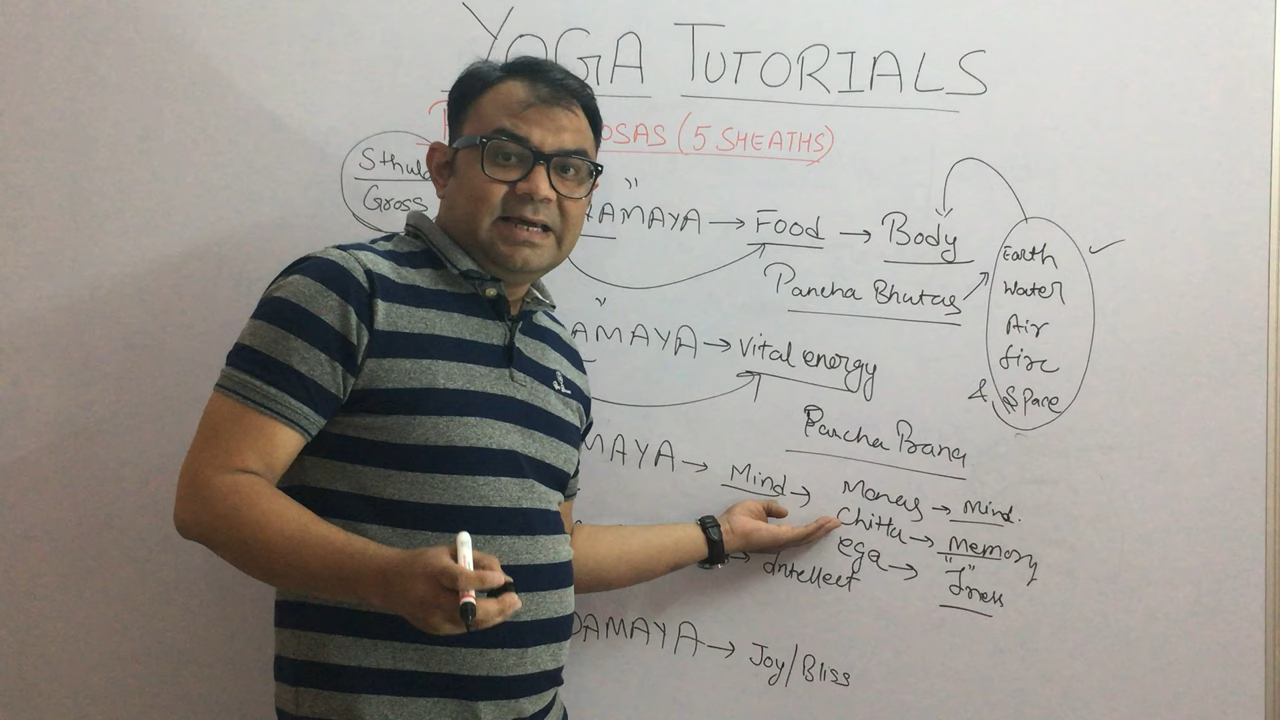 YOGA TUTORIALS
OSAS (5 SHEATHS)
Sthul
Gross
AMAYA → Food → Body
Pancha Bhutas
Earth
Water
Air
fire
& Space
AMAYA → Vital energy
Pancha Prana
MAYA → Mind → Manas → Mind.
Chitta → Memory
ego → "I"ness
→ Intellect
DAMAYA → Joy/Bliss